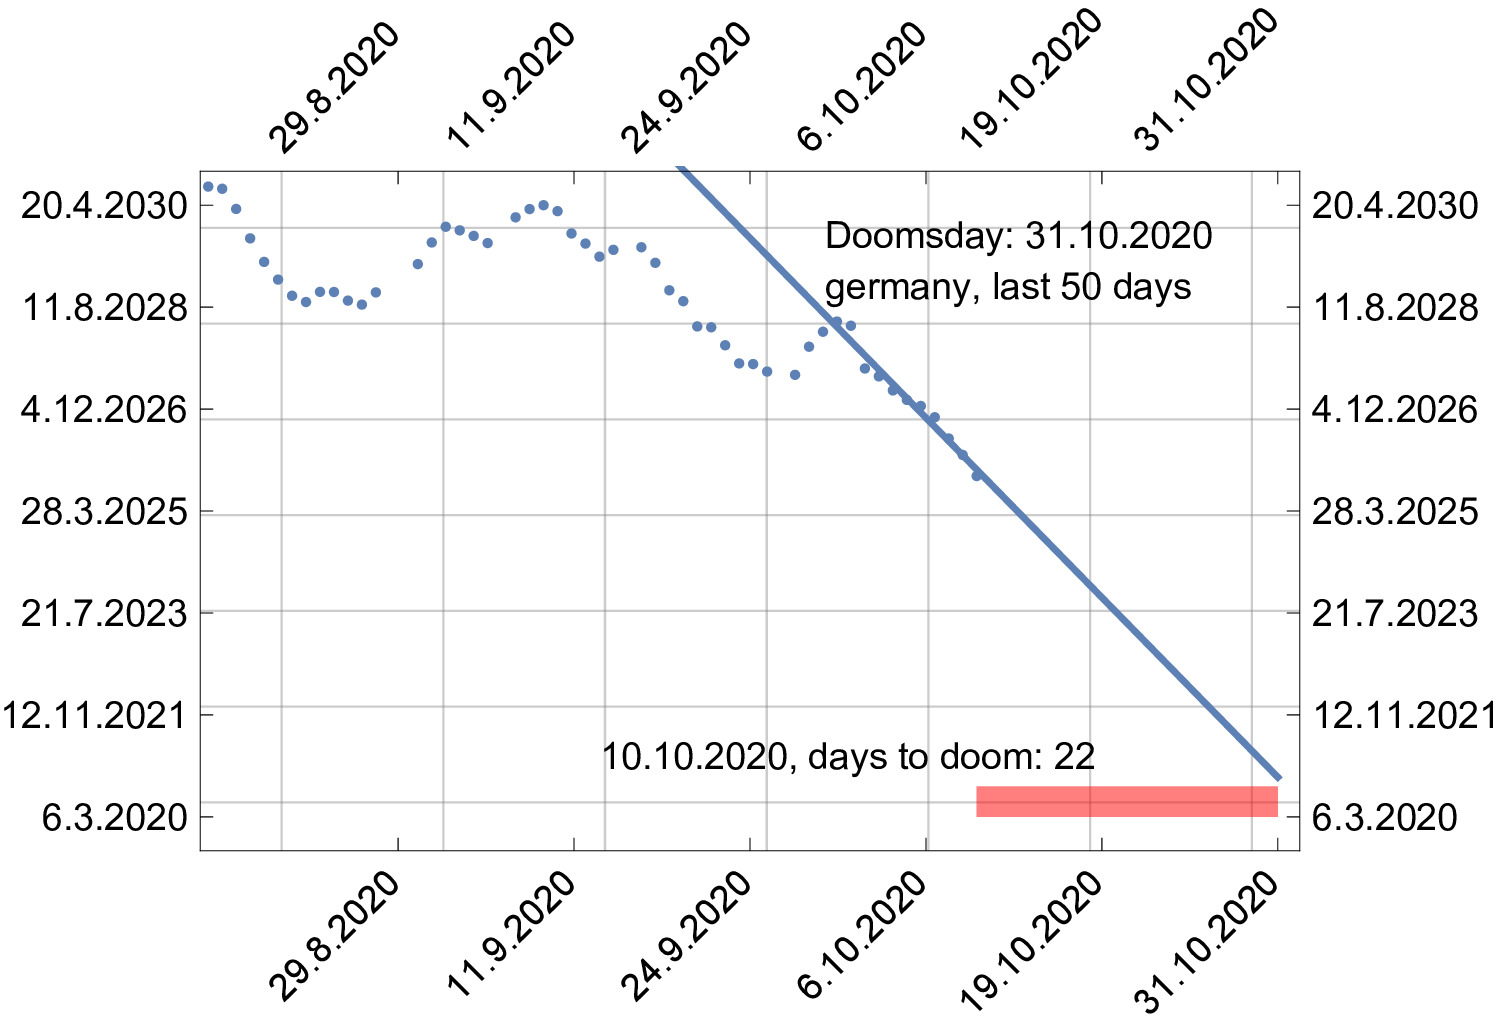 29.8.2020 11.9.2020 24.9.2020 6.10.2020 19.10.2020 31.10.2020
20.4.2030 20.4.2030
Doomsday: 31.10.2020
germany, last 50 days
11.8.2028 11.8.2028
4.12.2026 4.12.2026
28.3.2025 28.3.2025
21.7.2023 21.7.2023
12.11.2021 12.11.2021
10.10.2020, days to doom: 22
6.3.2020 6.3.2020
29.8.2020 11.9.2020 24.9.2020 6.10.2020 19.10.2020 31.10.2020